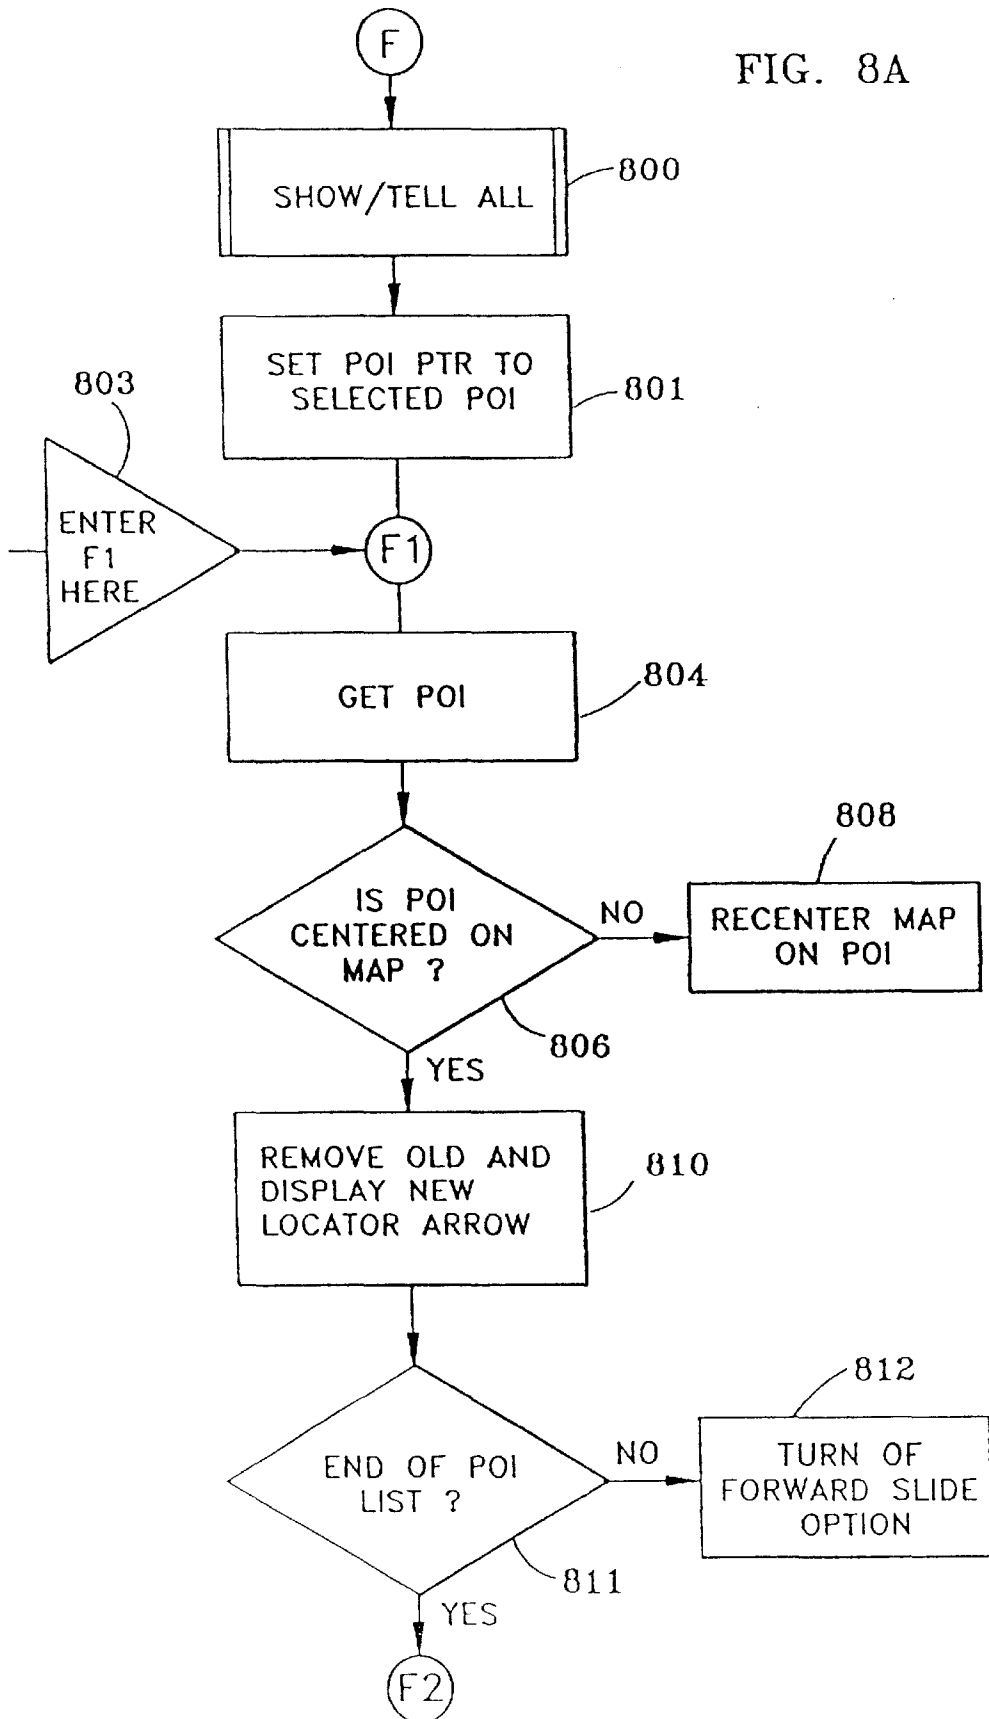 F
FIG. 8A
SHOW/TELL ALL
800
SET POI PTR TO
SELECTED POI
801
803
ENTER
F1
HERE
F1
GET POI
804
IS POI
CENTERED ON
MAP ?
NO
806
808
RECENTER MAP
ON POI
YES
REMOVE OLD AND
DISPLAY NEW
LOCATOR ARROW
810
END OF POI
LIST ?
NO
811
812
TURN OF
FORWARD SLIDE
OPTION
YES
F2